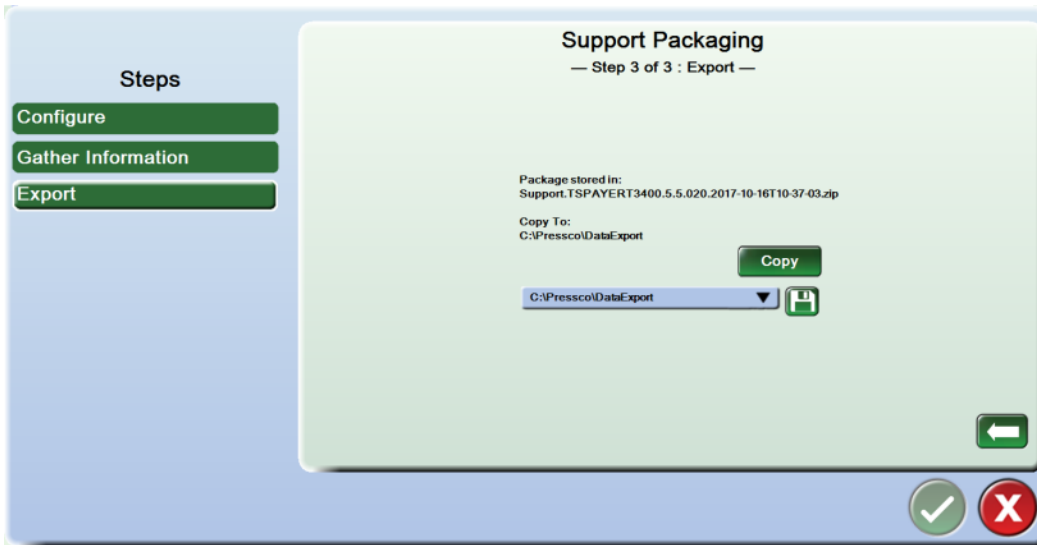 Steps
Configure
Gather Information
Export
Support Packaging
— Step 3 of 3 : Export —
Package stored in:
Support.TSPAYERT3400.5.5.020.2017-10-16T10-37-03.zip
Copy To:
C:\Pressco\DataExport
Copy
C:\Pressco\DataExport